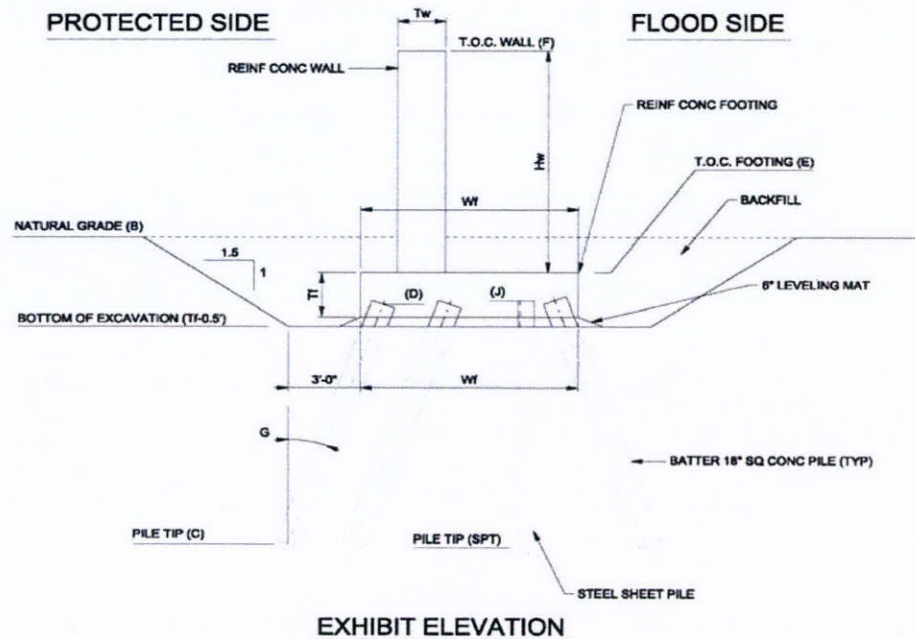 PROTECTED SIDE
Tw
FLOOD SIDE
T.O.C. WALL (F)
REINF CONC WALL
REINF CONC FOOTING
Hw
T.O.C. FOOTING (E)
Wf
BACKFILL
NATURAL GRADE (B)
1.5
1
Tf
(D)
(J)
6" LEVELING MAT
BOTTOM OF EXCAVATION (Tf-0.5')
3'-0"
Wf
G
BATTER 18" SQ CONC PILE (TYP)
PILE TIP (C)
PILE TIP (SPT)
STEEL SHEET PILE
EXHIBIT ELEVATION